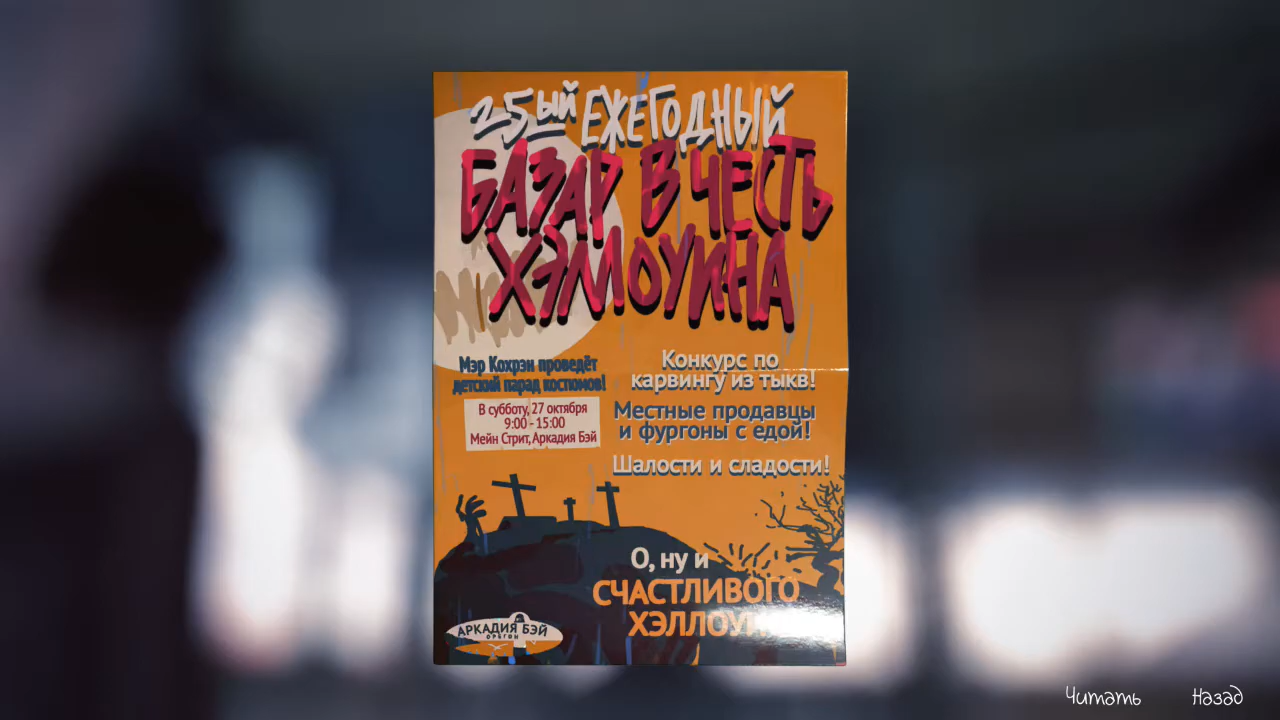 25ый ЕЖЕГОДНЫЙ
БАЗАР В ЧЕСТЬ
ХЭЛЛОУИНА
Мэр Кохрэн проведёт
детский парад костюмов!
В субботу, 27 октября
9:00 - 15:00
Мейн Стрит, Аркадия Бэй
Конкурс по
карвингу из тыкв!
Местные продавцы
и фургоны с едой!
Шалости и сладости!
О, ну и
СЧАСТЛИВОГО
АРКАДИЯ БЭЙ
ОРЕГОН
Читать
Назад